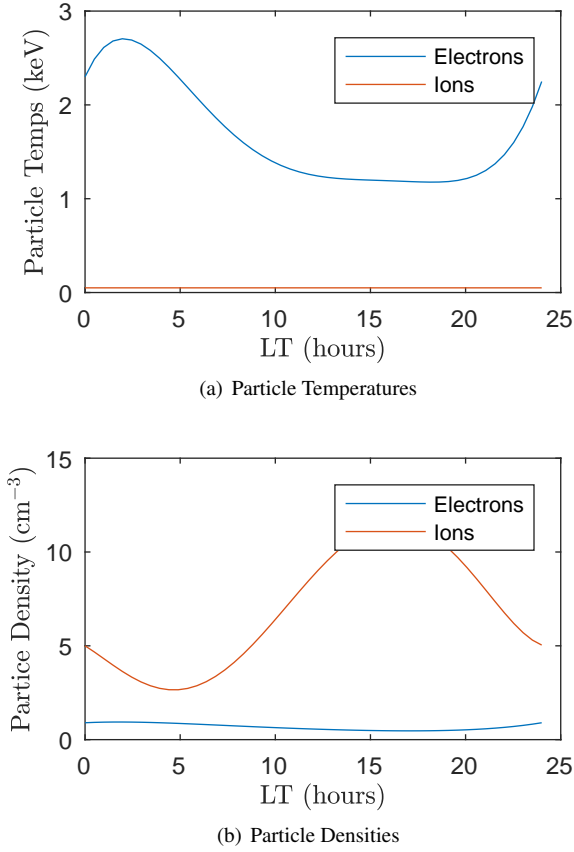 3
2
1
0
Particle Temps (keV)
Electrons
Ions
0 5 10 15 20 25
LT (hours)
(a) Particle Temperatures
15
10
5
0
Partice Density (cm⁻³)
Electrons
Ions
0 5 10 15 20 25
LT (hours)
(b) Particle Densities